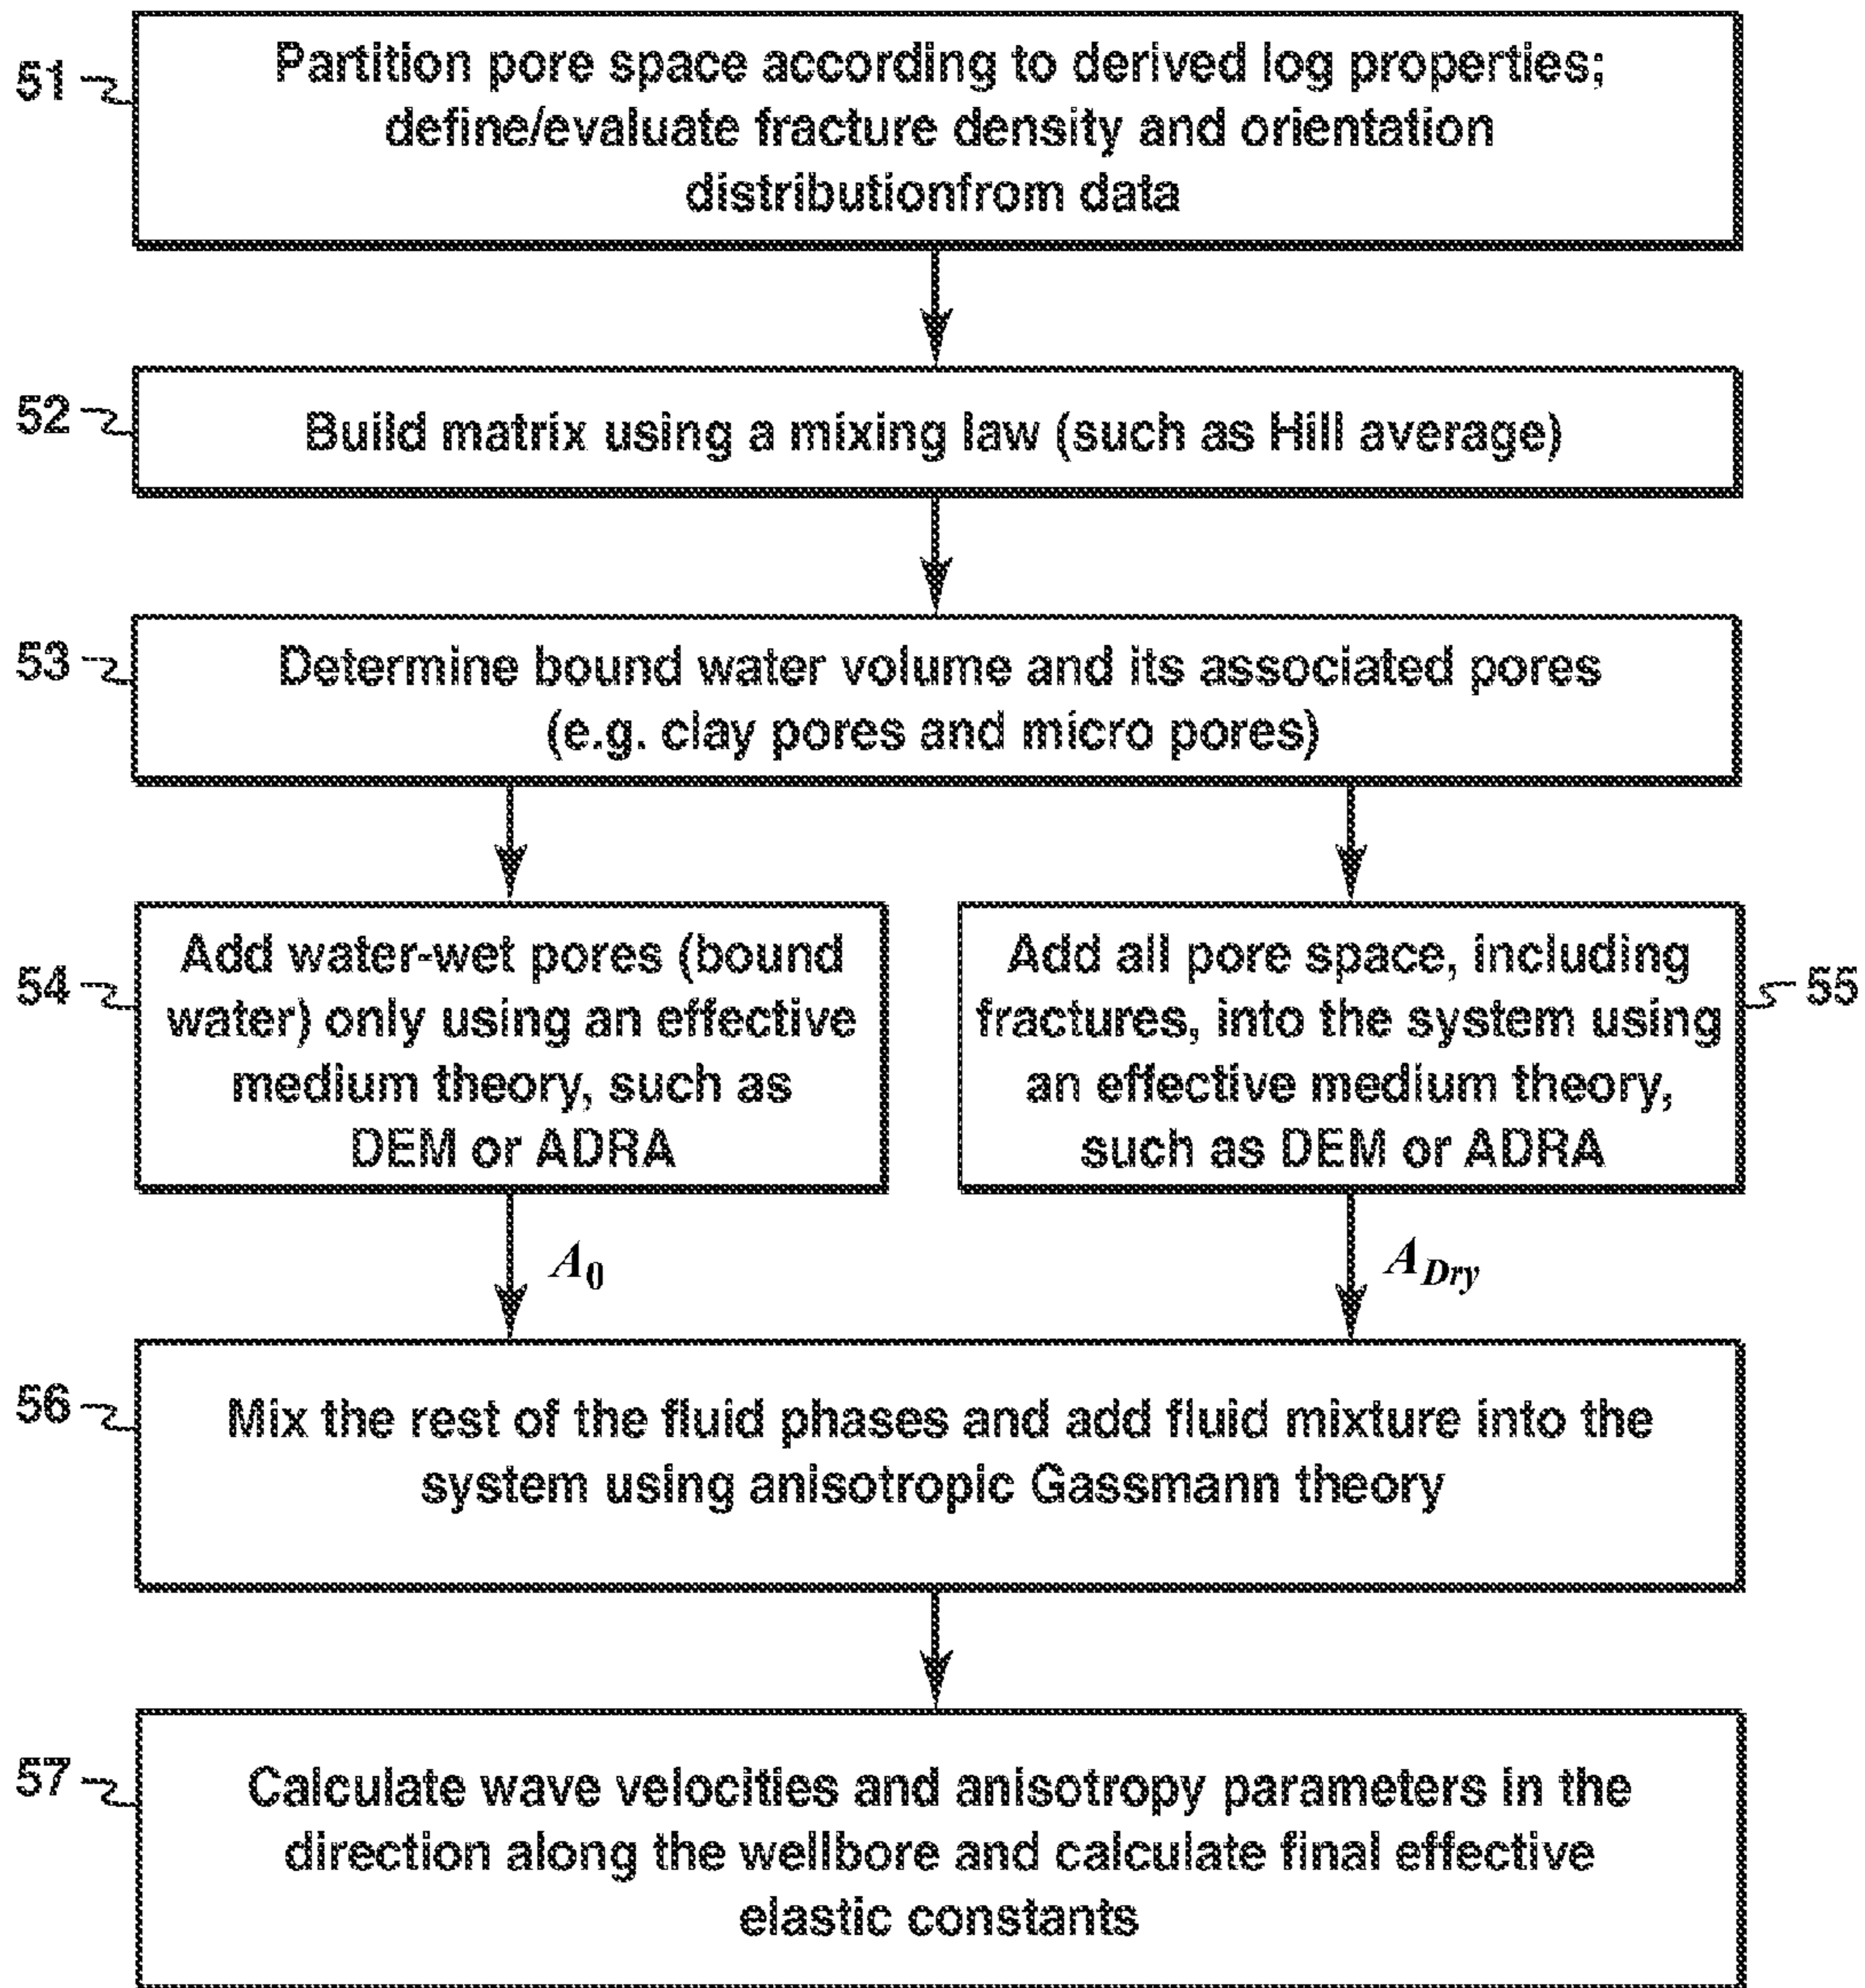 51
Partition pore space according to derived log properties;
define/evaluate fracture density and orientation
distributionfrom data
52
Build matrix using a mixing law (such as Hill average)
53
Determine bound water volume and its associated pores
(e.g. clay pores and micro pores)
54
Add water-wet pores (bound
water) only using an effective
medium theory, such as
DEM or ADRA
Add all pore space, including
fractures, into the system using
an effective medium theory,
such as DEM or ADRA
55
A0
ADry
56
Mix the rest of the fluid phases and add fluid mixture into the
system using anisotropic Gassmann theory
57
Calculate wave velocities and anisotropy parameters in the
direction along the wellbore and calculate final effective
elastic constants